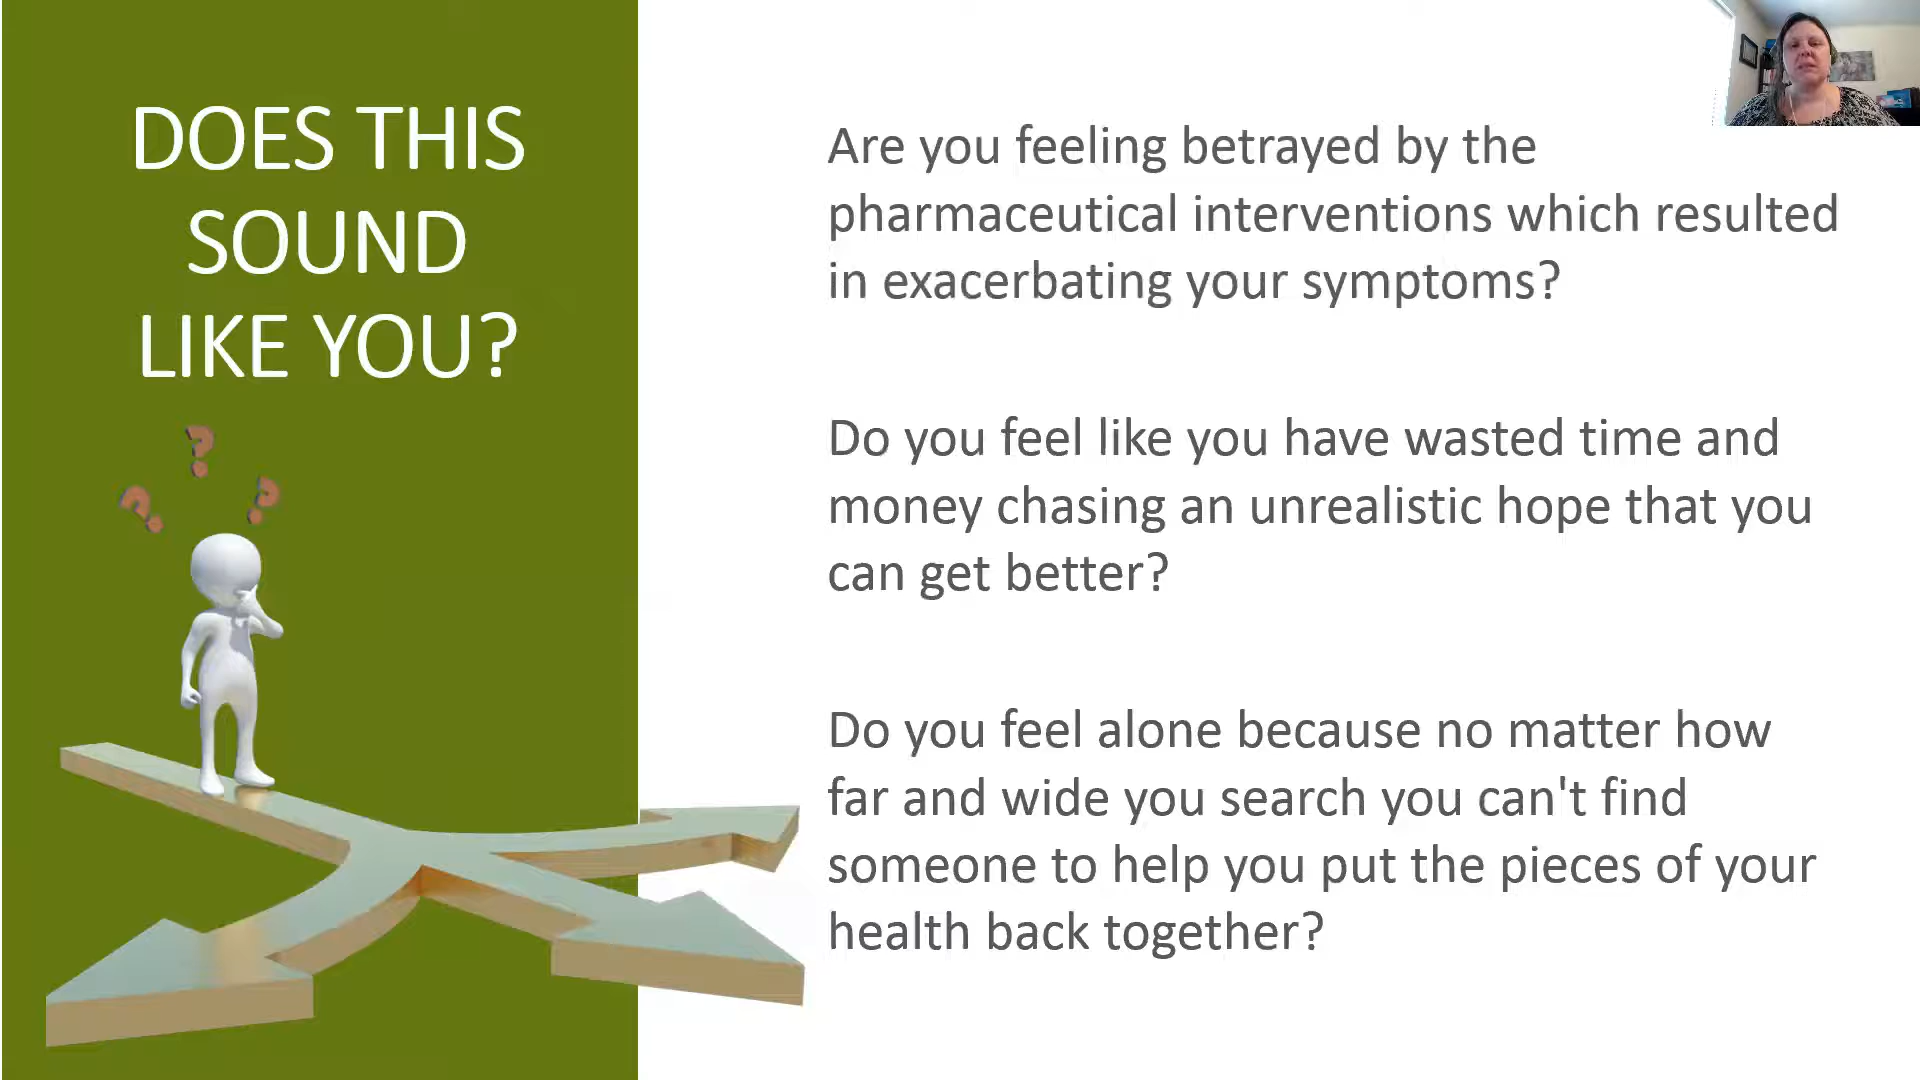 DOES THIS
SOUND
LIKE YOU?
Are you feeling betrayed by the
pharmaceutical interventions which resulted
in exacerbating your symptoms?
Do you feel like you have wasted time and
money chasing an unrealistic hope that you
can get better?
Do you feel alone because no matter how
far and wide you search you can't find
someone to help you put the pieces of your
health back together?